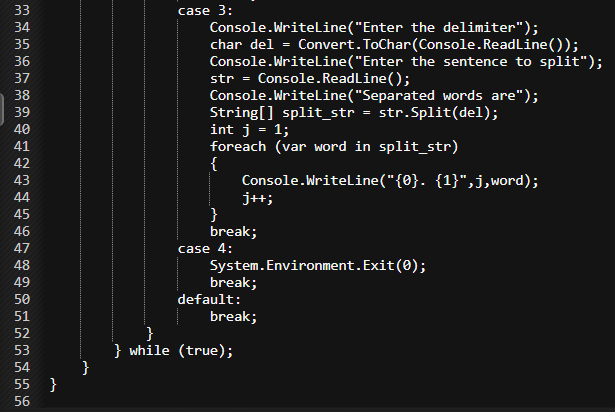 33 case 3:
34 Console.WriteLine("Enter the delimiter");
35 char del = Convert.ToChar(Console.ReadLine());
36 Console.WriteLine("Enter the sentence to split");
37 str = Console.ReadLine();
38 Console.WriteLine("Separated words are");
39 String[] split_str = str.Split(del);
40 int j = 1;
41 foreach (var word in split_str)
42 {
43 Console.WriteLine("{0}. {1}",j,word);
44 j++;
45 }
46 break;
47 case 4:
48 System.Environment.Exit(0);
49 break;
50 default:
51 break;
52 }
53 } while (true);
54 }
55 }
56